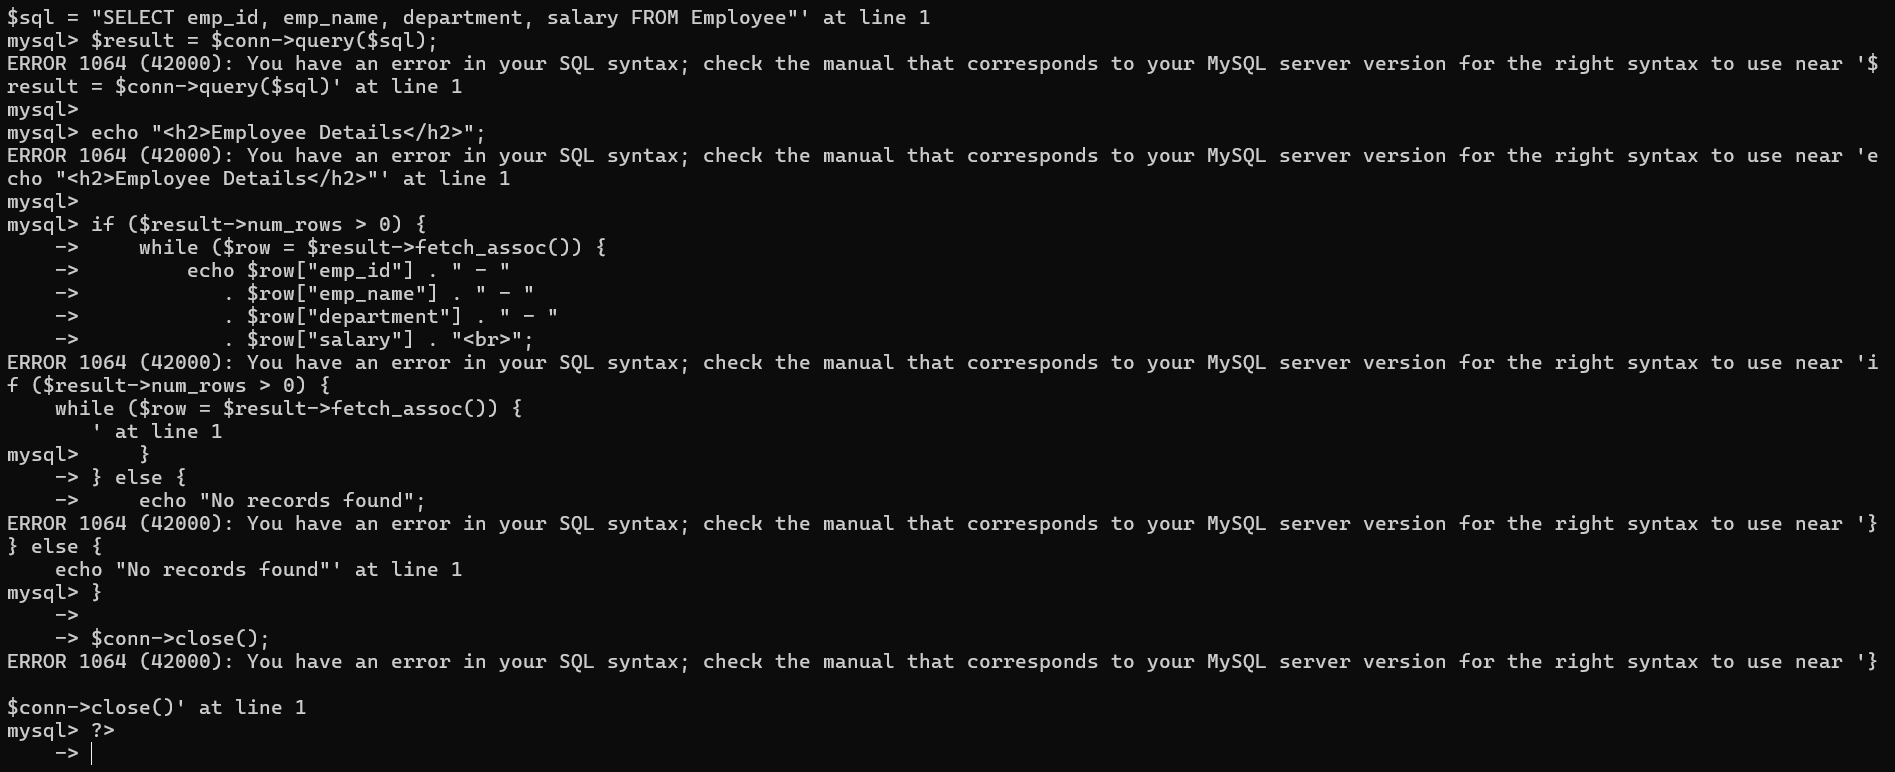 $sql = "SELECT emp_id, emp_name, department, salary FROM Employee"' at line 1
mysql> $result = $conn->query($sql);
ERROR 1064 (42000): You have an error in your SQL syntax; check the manual that corresponds to your MySQL server version for the right syntax to use near '$
result = $conn->query($sql)' at line 1
mysql>
mysql> echo "<h2>Employee Details</h2>";
ERROR 1064 (42000): You have an error in your SQL syntax; check the manual that corresponds to your MySQL server version for the right syntax to use near 'e
cho "<h2>Employee Details</h2>"' at line 1
mysql>
mysql> if ($result->num_rows > 0) {
    ->     while ($row = $result->fetch_assoc()) {
    ->         echo $row["emp_id"] . " - "
    ->            . $row["emp_name"] . " - "
    ->            . $row["department"] . " - "
    ->            . $row["salary"] . "<br>";
ERROR 1064 (42000): You have an error in your SQL syntax; check the manual that corresponds to your MySQL server version for the right syntax to use near 'i
f ($result->num_rows > 0) {
    while ($row = $result->fetch_assoc()) {
       ' at line 1
mysql>     }
    -> } else {
    ->     echo "No records found";
ERROR 1064 (42000): You have an error in your SQL syntax; check the manual that corresponds to your MySQL server version for the right syntax to use near '}
} else {
    echo "No records found"' at line 1
mysql> }
    ->
    -> $conn->close();
ERROR 1064 (42000): You have an error in your SQL syntax; check the manual that corresponds to your MySQL server version for the right syntax to use near '}

$conn->close()' at line 1
mysql> ?>
    ->